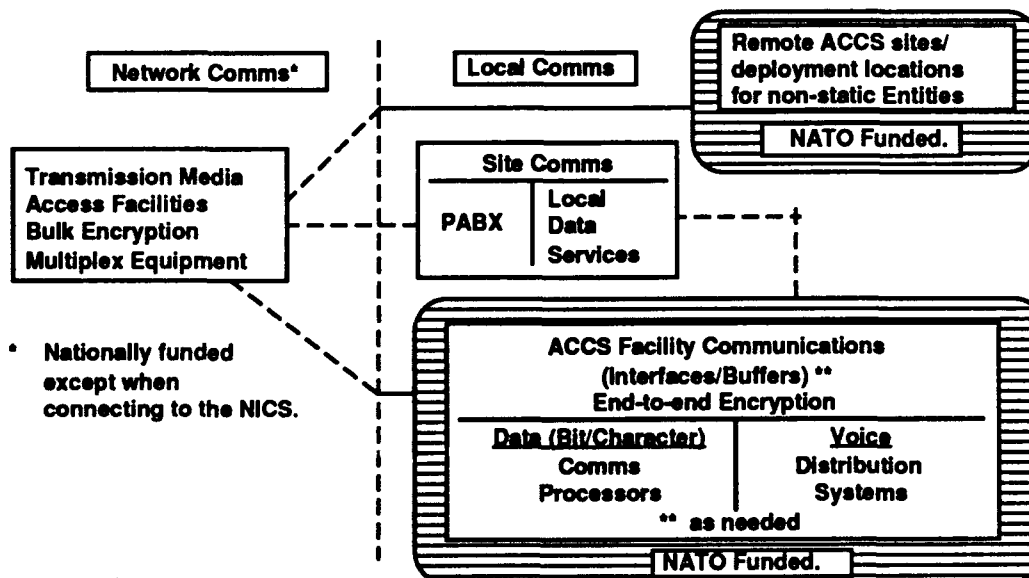 Network Comms*
Local Comms
Remote ACCS sites/
deployment locations
for non-static Entities
NATO Funded.
Transmission Media
Access Facilities
Bulk Encryption
Multiplex Equipment
Site Comms
PABX
Local
Data
Services
* Nationally funded
except when
connecting to the NICS.
ACCS Facility Communications
(Interfaces/Buffers) **
End-to-end Encryption
Data (Bit/Character)
Comms
Processors
Voice
Distribution
Systems
** as needed
NATO Funded.